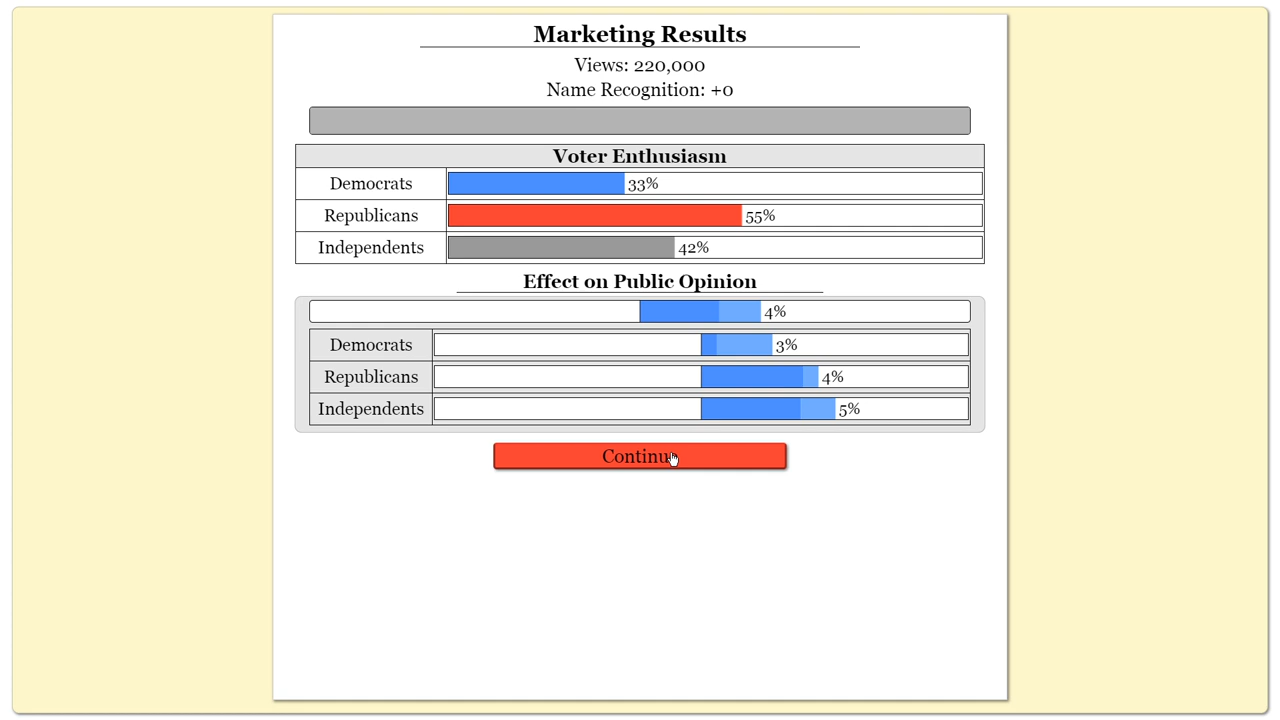 Marketing Results
Views: 220,000
Name Recognition: +0
Voter Enthusiasm
Democrats 33%
Republicans 55%
Independents 42%
Effect on Public Opinion
4%
Democrats 3%
Republicans 4%
Independents 5%
Continue